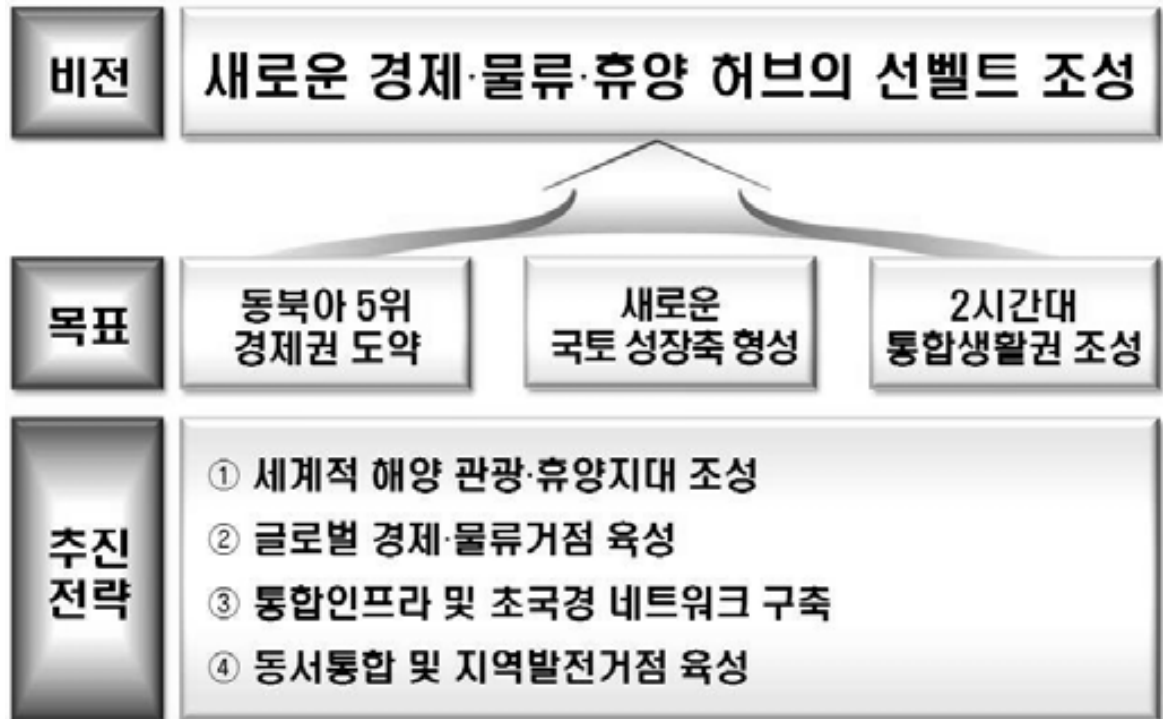 비전
새로운 경제·물류·휴양 허브의 선벨트 조성
목표
동북아 5위
경제권 도약
새로운
국토 성장축 형성
2시간대
통합생활권 조성
추진
전략
① 세계적 해양 관광·휴양지대 조성
② 글로벌 경제·물류거점 육성
③ 통합인프라 및 초국경 네트워크 구축
④ 동서통합 및 지역발전거점 육성